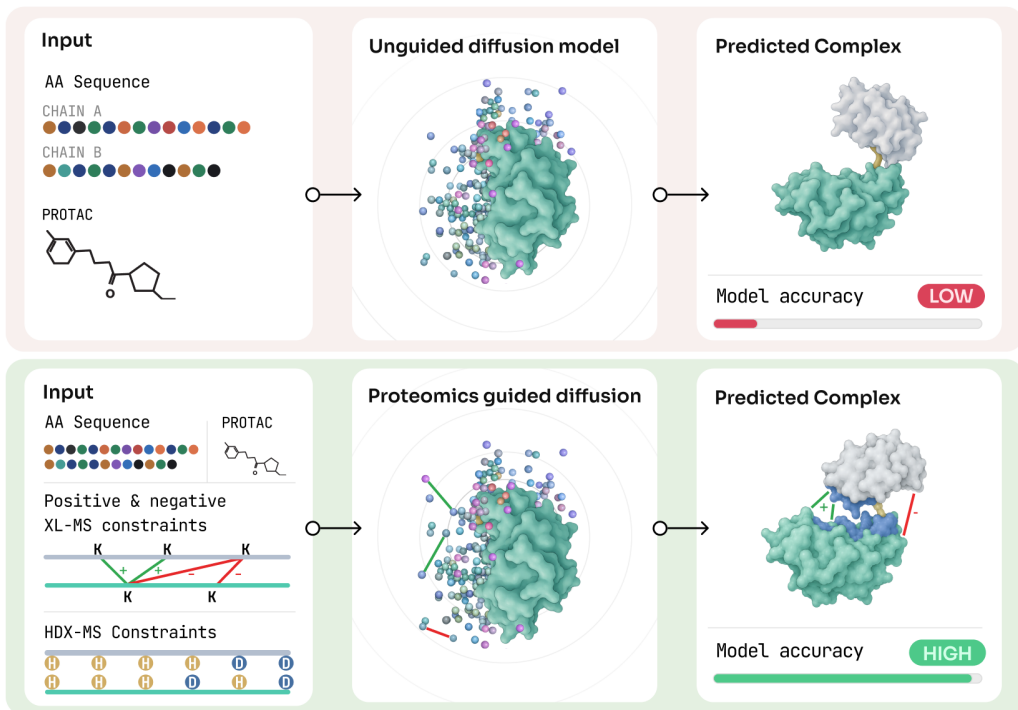 Input
AA Sequence
CHAIN A
CHAIN B
PROTAC
O
Unguided diffusion model
Predicted Complex
Model accuracy LOW
Input
AA Sequence
PROTAC
O
Positive & negative
XL-MS constraints
K K K
+ + - -
K K
HDX-MS Constraints
H H H H D D
H H H D H D
Proteomics guided diffusion
Predicted Complex
+ -
Model accuracy HIGH